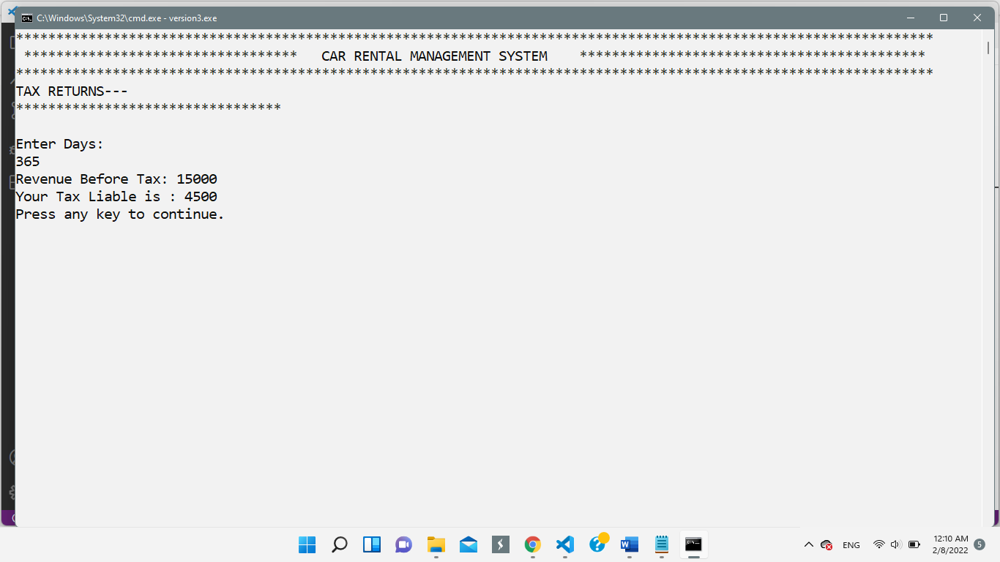 C:\Windows\System32\cmd.exe - version3.exe
******************************************************************************************************************
********************************** CAR RENTAL MANAGEMENT SYSTEM *******************************************
******************************************************************************************************************
TAX RETURNS---
*********************************
Enter Days:
365
Revenue Before Tax: 15000
Your Tax Liable is : 4500
Press any key to continue.
ENG
12:10 AM
2/8/2022
5